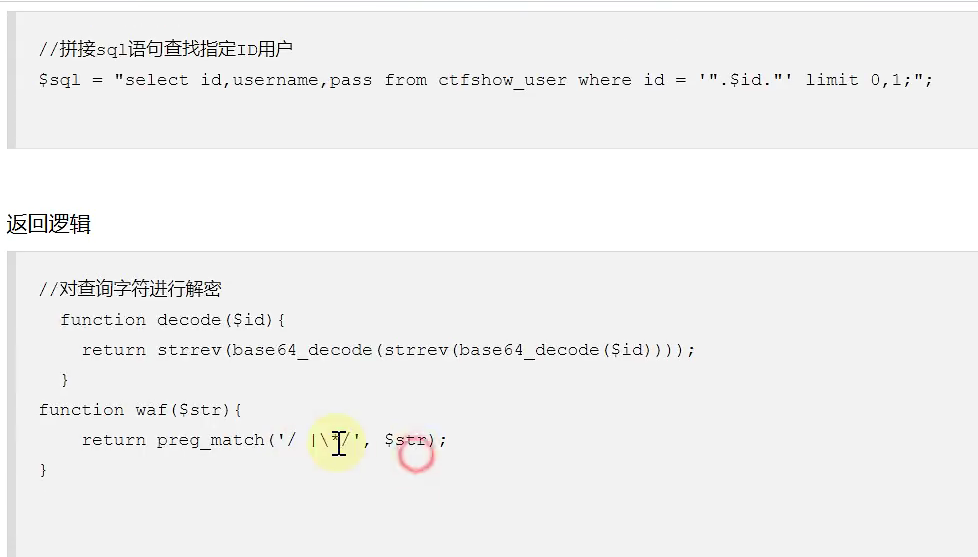 //拼接sql语句查找指定ID用户
$sql = "select id,username,pass from ctfshow_user where id = '".$id."' limit 0,1;";
返回逻辑
//对查询字符进行解密
function decode($id){
return strrev(base64_decode(strrev(base64_decode($id))));
}
function waf($str){
return preg_match('/ |\*/', $str);
}